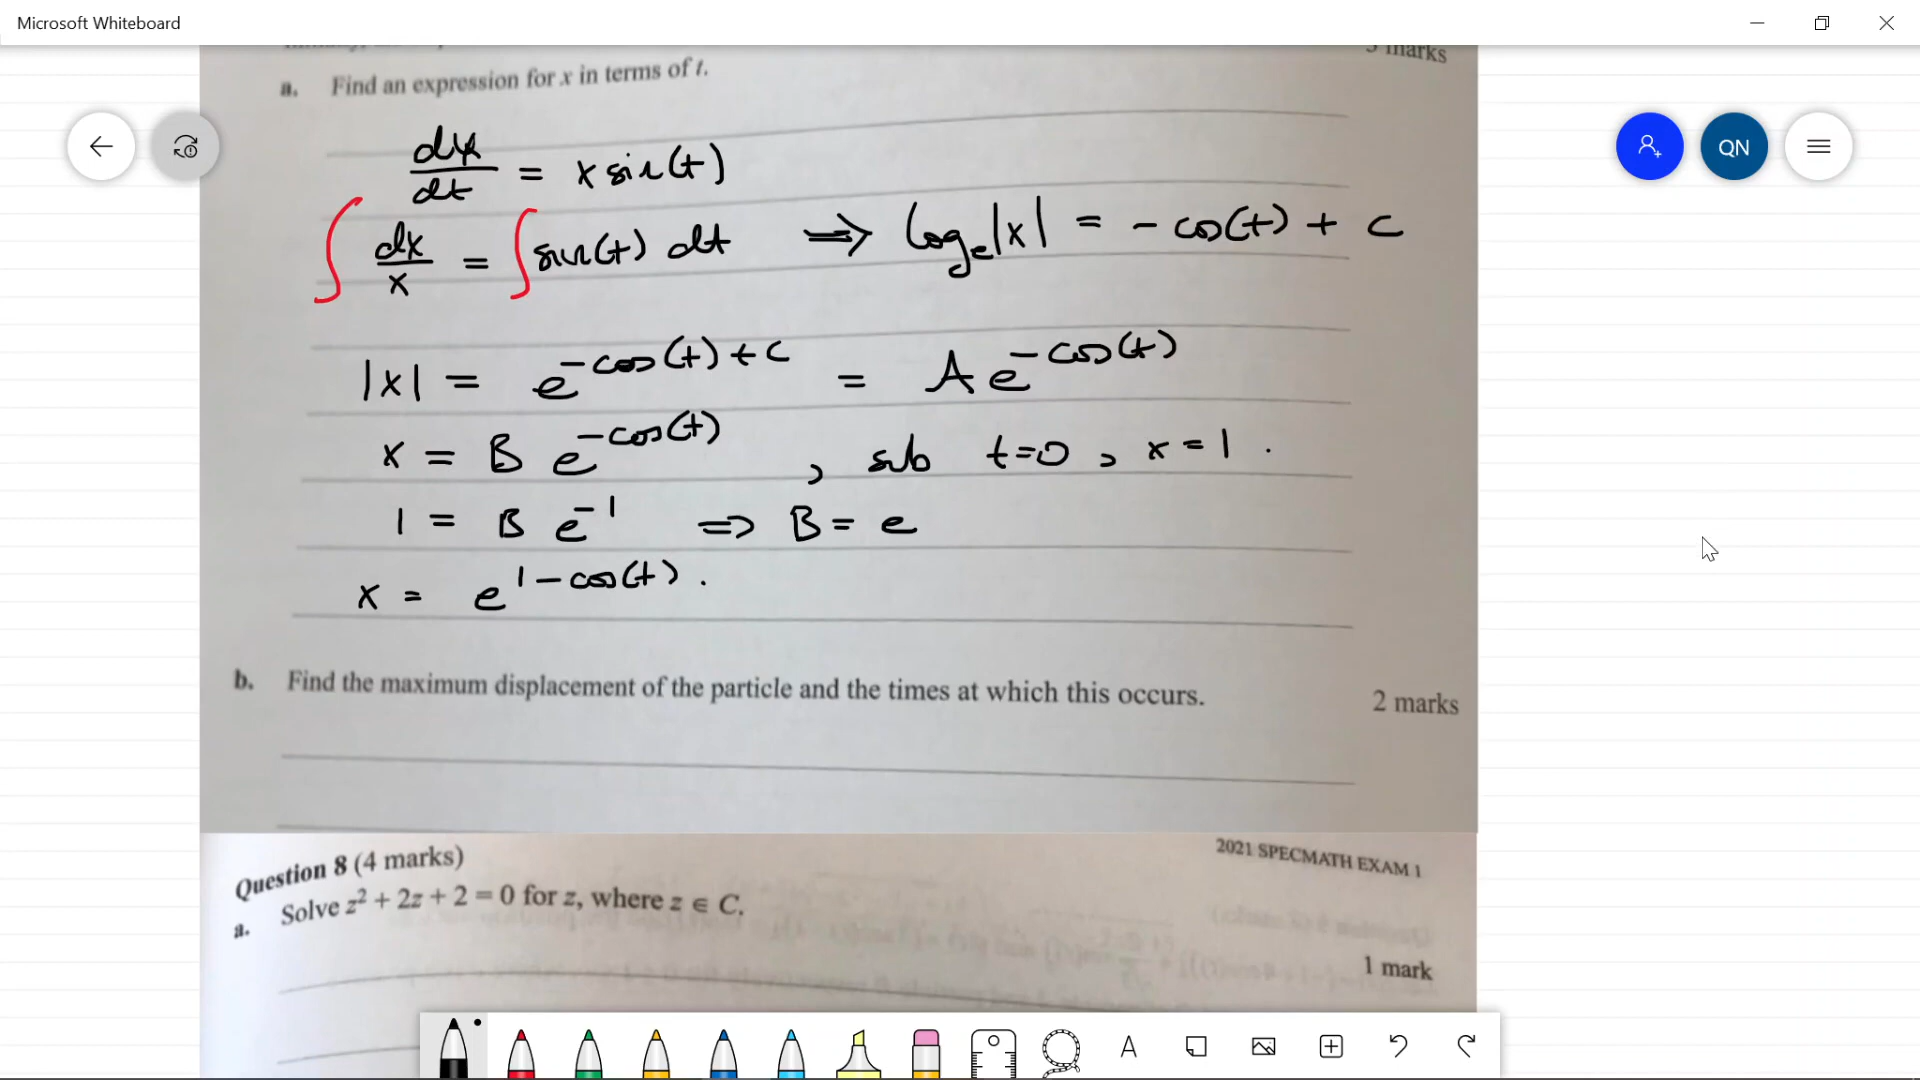 Microsoft Whiteboard
3 marks
a. Find an expression for x in terms of t.
dx/dt = x sin(t)
∫ dx/x = ∫ sin(t) dt ⇒ log_e|x| = - cos(t) + c
|x| = e^{-cos(t)+c} = A e^{-cos(t)}
x = B e^{-cos(t)} , sub t=0, x=1.
1 = B e^{-1} ⇒ B = e
x = e^{1-cos(t)}.
b. Find the maximum displacement of the particle and the times at which this occurs.
2 marks
2021 SPECMATH EXAM 1
Question 8 (4 marks)
a. Solve z² + 2z + 2 = 0 for z, where z ∈ C.
1 mark
QN
A